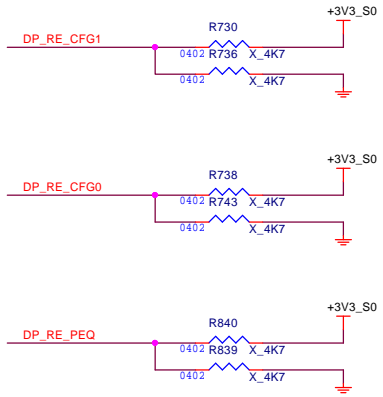 +3V3_S0
R730
DP_RE_CFG1
0402 R736 X_4K7
0402 X_4K7
+3V3_S0
R738
DP_RE_CFG0
0402 R743 X_4K7
0402 X_4K7
+3V3_S0
R840
DP_RE_PEQ
0402 R839 X_4K7
0402 X_4K7